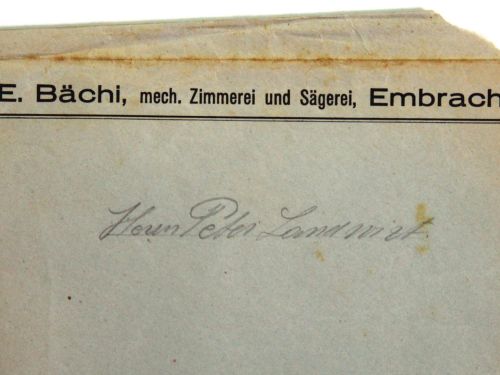 E. Bächi, mech. Zimmerei und Sägerei, Embrach
Herrn Peter Landwirt.